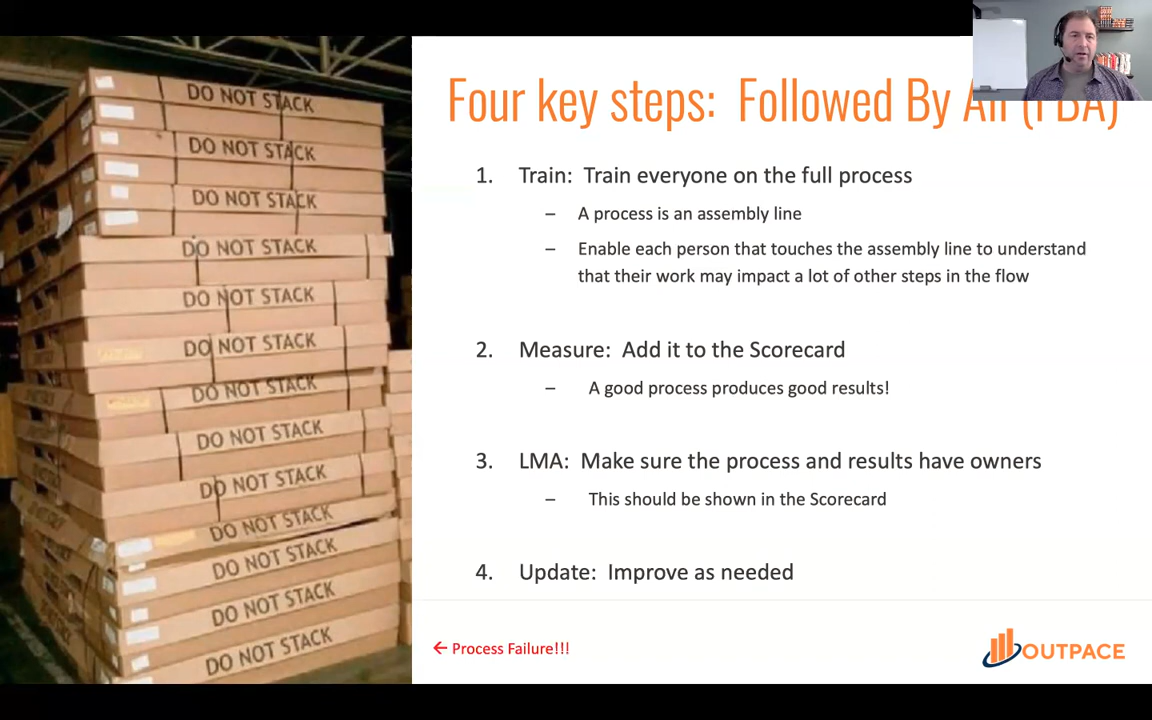 DO NOT STACK
DO NOT STACK
DO NOT STACK
DO NOT STACK
DO NOT STACK
DO NOT STACK
DO NOT STACK
DO NOT STACK
DO NOT STACK
DO NOT STACK
DO NOT STACK
DO NOT STACK
DO NOT STACK
Four key steps: Followed By All (FBA)
1. Train: Train everyone on the full process
– A process is an assembly line
– Enable each person that touches the assembly line to understand
that their work may impact a lot of other steps in the flow
2. Measure: Add it to the Scorecard
– A good process produces good results!
3. LMA: Make sure the process and results have owners
– This should be shown in the Scorecard
4. Update: Improve as needed
← Process Failure!!!
OUTPACE